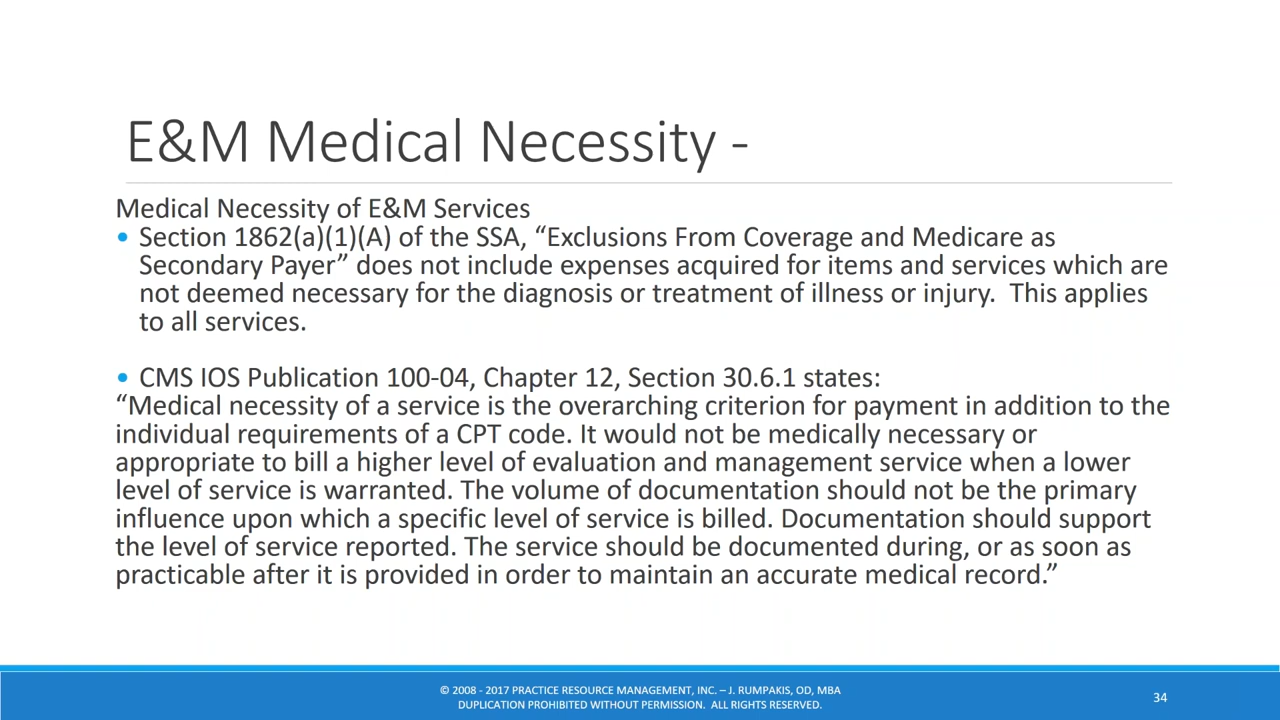 E&M Medical Necessity -
Medical Necessity of E&M Services
• Section 1862(a)(1)(A) of the SSA, “Exclusions From Coverage and Medicare as
Secondary Payer” does not include expenses acquired for items and services which are
not deemed necessary for the diagnosis or treatment of illness or injury.  This applies
to all services.
• CMS IOS Publication 100-04, Chapter 12, Section 30.6.1 states:
“Medical necessity of a service is the overarching criterion for payment in addition to the
individual requirements of a CPT code. It would not be medically necessary or
appropriate to bill a higher level of evaluation and management service when a lower
level of service is warranted. The volume of documentation should not be the primary
influence upon which a specific level of service is billed. Documentation should support
the level of service reported. The service should be documented during, or as soon as
practicable after it is provided in order to maintain an accurate medical record.”
© 2008 - 2017 PRACTICE RESOURCE MANAGEMENT, INC. – J. RUMPAKIS, OD, MBA
DUPLICATION PROHIBITED WITHOUT PERMISSION.  ALL RIGHTS RESERVED.
34